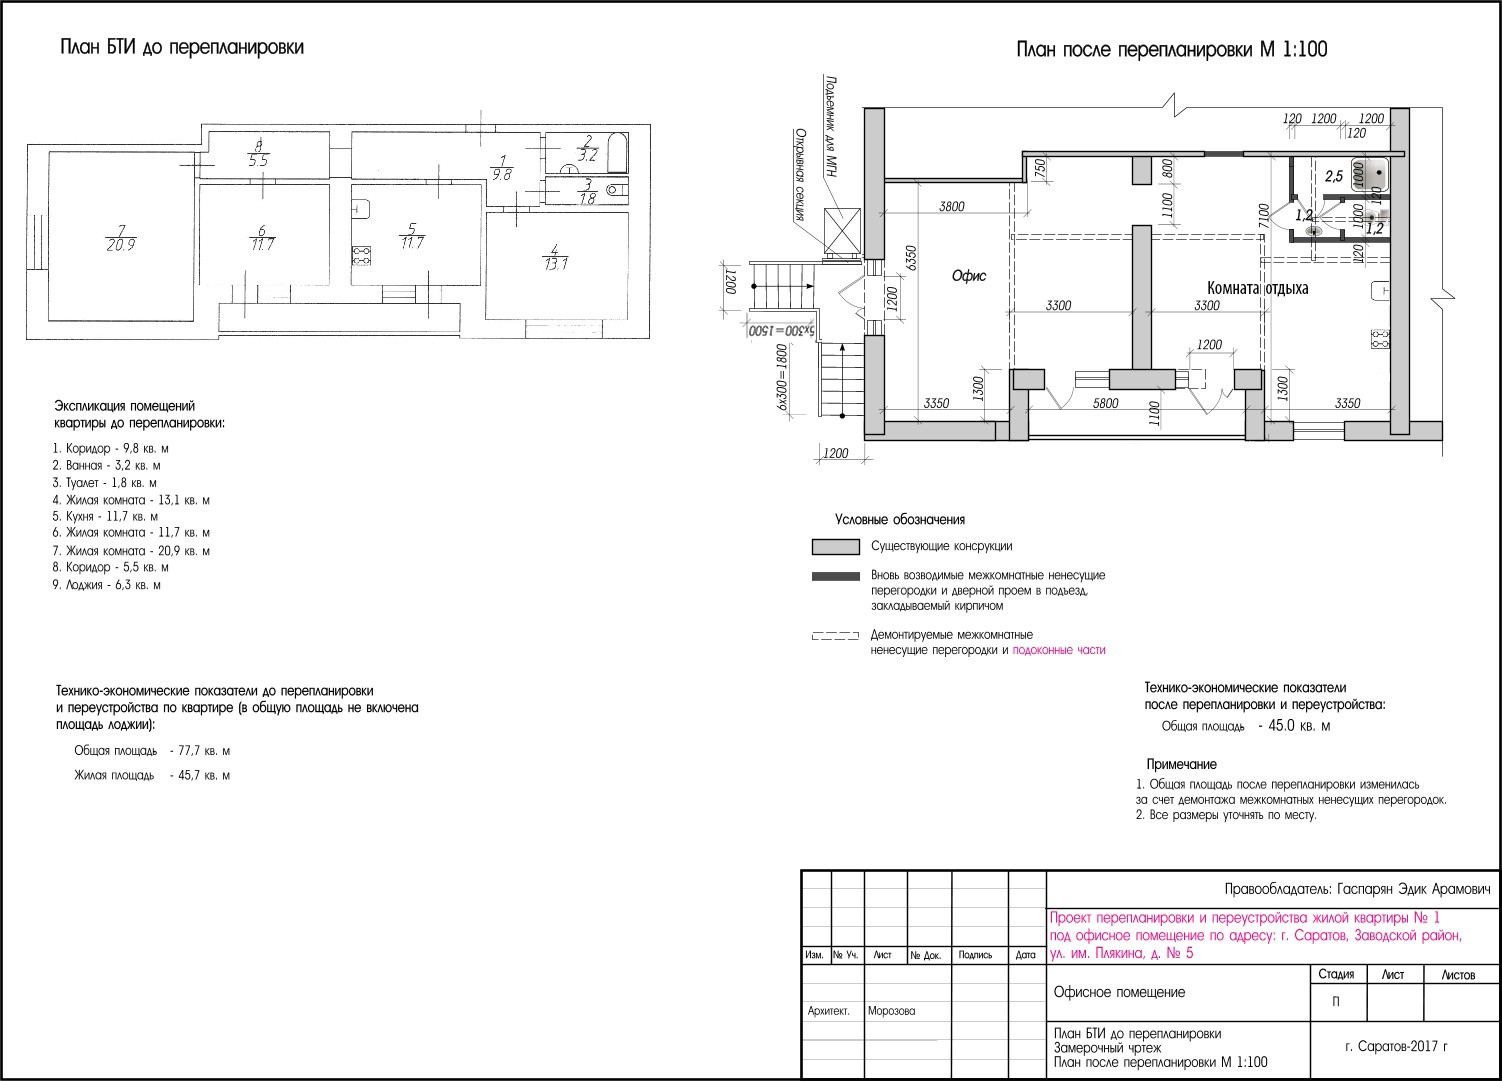 План БТИ до перепланировки
План после перепланировки М 1:100
8
5.5
1
9.8
2
3.2
3
1.8
7
20.9
6
11.7
5
11.7
4
13.1
Подъемник для МГН
Открывная секция
120 1200 1200
120
750
800
1000
2,5
120
3800
1100
7100
1,2
1000
1,2
6350
120
Офис
Комната отдыха
1200
1200
3300
3300
5х300=1500
6х300=1800
1200
1300
1300
3350
5800
1100
3350
1200
Экспликация помещений
квартиры до перепланировки:
1. Коридор - 9,8 кв. м
2. Ванная - 3,2 кв. м
3. Туалет - 1,8 кв. м
4. Жилая комната - 13,1 кв. м
5. Кухня - 11,7 кв. м
6. Жилая комната - 11,7 кв. м
7. Жилая комната - 20,9 кв. м
8. Коридор - 5,5 кв. м
9. Лоджия - 6,3 кв. м
Условные обозначения
Существующие консрукции
Вновь возводимые межкомнатные ненесущие
перегородки и дверной проем в подъезд,
закладываемый кирпичом
Демонтируемые межкомнатные
ненесущие перегородки и подоконные части
Технико-экономические показатели до перепланировки
и переустройства по квартире (в общую площадь не включена
площадь лоджии):
Общая площадь - 77,7 кв. м
Жилая площадь - 45,7 кв. м
Технико-экономические показатели
после перепланировки и переустройства:
Общая площадь - 45.0 кв. м
Примечание
1. Общая площадь после перепланировки изменилась
за счет демонтажа межкомнатных ненесущих перегородок.
2. Все размеры уточнять по месту.
Правообладатель: Гаспарян Эдик Арамович
Проект перепланировки и переустройства жилой квартиры № 1
под офисное помещение по адресу: г. Саратов, Заводской район,
ул. им. Плякина, д. № 5
Изм. № Уч. Лист № Док. Подпись Дата
Офисное помещение
Стадия Лист Листов
П
Архитект. Морозова
План БТИ до перепланировки
Замерочный чртеж
План после перепланировки М 1:100
г. Саратов-2017 г